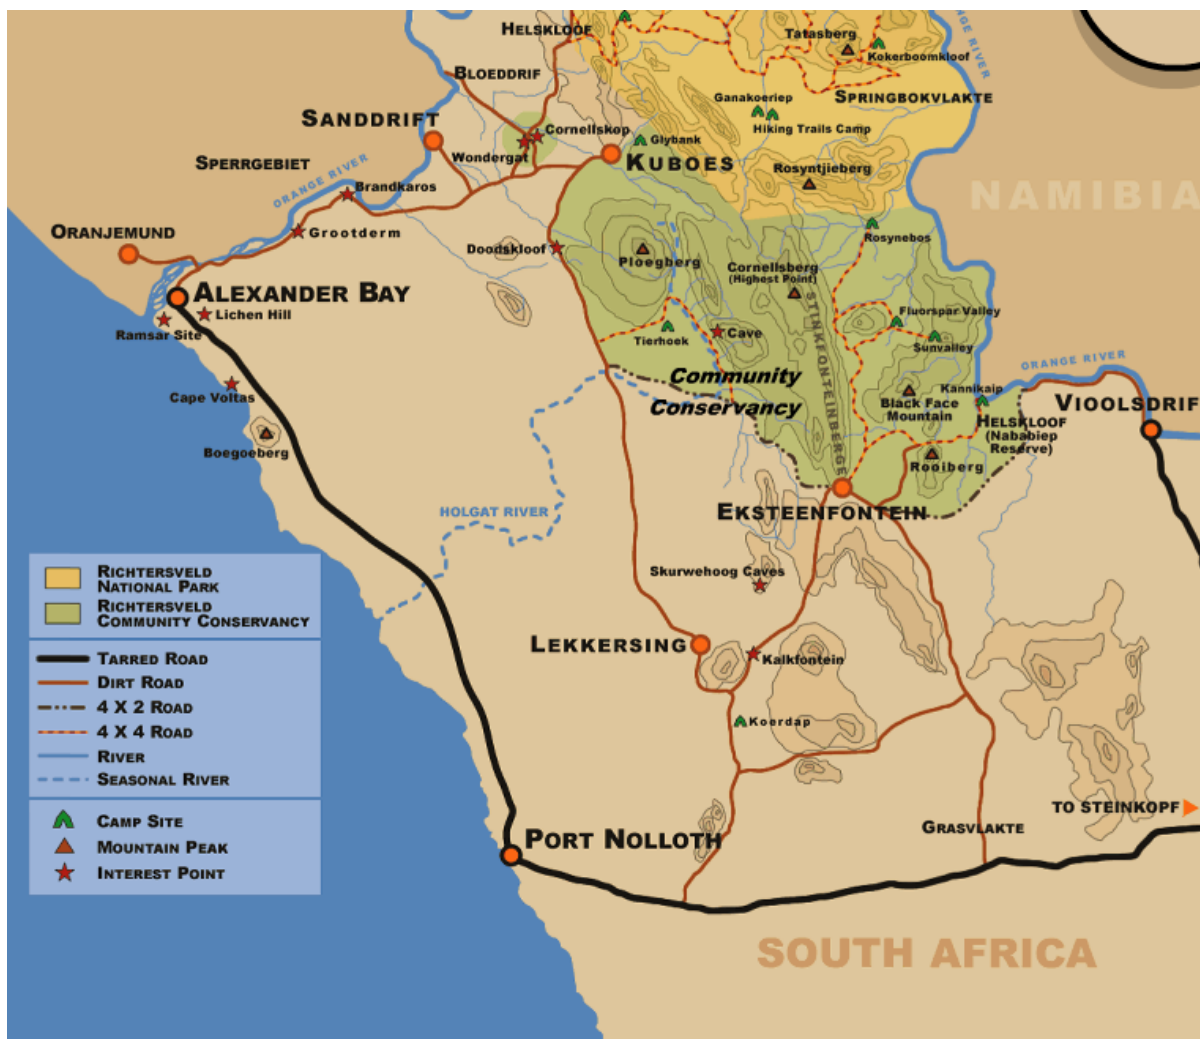 HELSKLOOF
TATASBERG
Kokerboomkloof
NGE RIVER
BLOEDDRIF
SPRINGBOKVLAKTE
Ganakoeriep
Hiking Trails Camp
SANDDRIFT
Cornellskop
Wondergat
Glybank
KUBOES
SPERRGEBIET
ORANGE RIVER
Brandkaros
Rosyntjieberg
NAMIBIA
ORANJEMUND
Grootderm
Doodskloof
Ploegberg
Rosynebos
Cornellsberg
(Highest Point)
STINKFONTEINBERGE
ALEXANDER BAY
Lichen Hill
Ramsar Site
Fluorspar Valley
Sunvalley
Tierhoek
Cave
Cape Voltas
Community
Conservancy
Kannikaip
ORANGE RIVER
Black Face
Mountain
VIOOLSDRIF
HELSKLOOF
(Nababiep
Reserve)
Boegoeberg
Rooiberg
HOLGAT RIVER
EKSTEENFONTEIN
Skurwehoog Caves
RICHTERSVELD
NATIONAL PARK
RICHTERSVELD
COMMUNITY CONSERVANCY
TARRED ROAD
DIRT ROAD
4 X 2 ROAD
4 X 4 ROAD
RIVER
SEASONAL RIVER
CAMP SITE
MOUNTAIN PEAK
INTEREST POINT
LEKKERSING
Kalkfontein
Koerdap
TO STEINKOPF
GRASVLAKTE
PORT NOLLOTH
SOUTH AFRICA